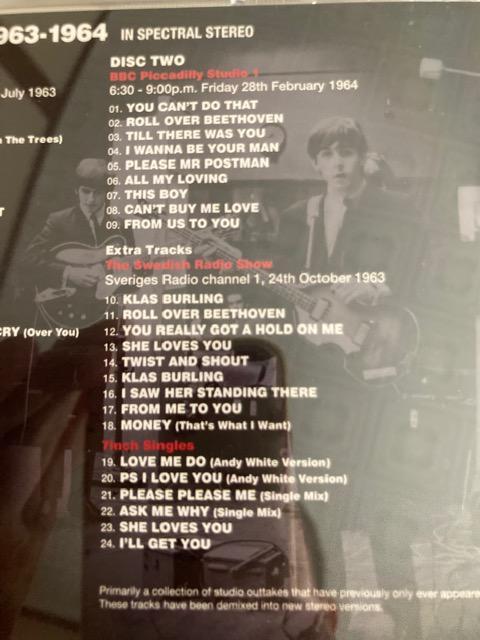 963-1964 IN SPECTRAL STEREO
July 1963
The Trees)
T
CRY (Over You)
DISC TWO
BBC Piccadilly Studio 1
6:30 - 9:00p.m. Friday 28th February 1964
01. YOU CAN'T DO THAT
02. ROLL OVER BEETHOVEN
03. TILL THERE WAS YOU
04. I WANNA BE YOUR MAN
05. PLEASE MR POSTMAN
06. ALL MY LOVING
07. THIS BOY
08. CAN'T BUY ME LOVE
09. FROM US TO YOU
Extra Tracks
The Swedish Radio Show
Sveriges Radio channel 1, 24th October 1963
10. KLAS BURLING
11. ROLL OVER BEETHOVEN
12. YOU REALLY GOT A HOLD ON ME
13. SHE LOVES YOU
14. TWIST AND SHOUT
15. KLAS BURLING
16. I SAW HER STANDING THERE
17. FROM ME TO YOU
18. MONEY (That's What I Want)
7inch Singles
19. LOVE ME DO (Andy White Version)
20. PS I LOVE YOU (Andy White Version)
21. PLEASE PLEASE ME (Single Mix)
22. ASK ME WHY (Single Mix)
23. SHE LOVES YOU
24. I'LL GET YOU
Primarily a collection of studio outtakes that have previously only ever appeare
These tracks have been demixed into new stereo versions.